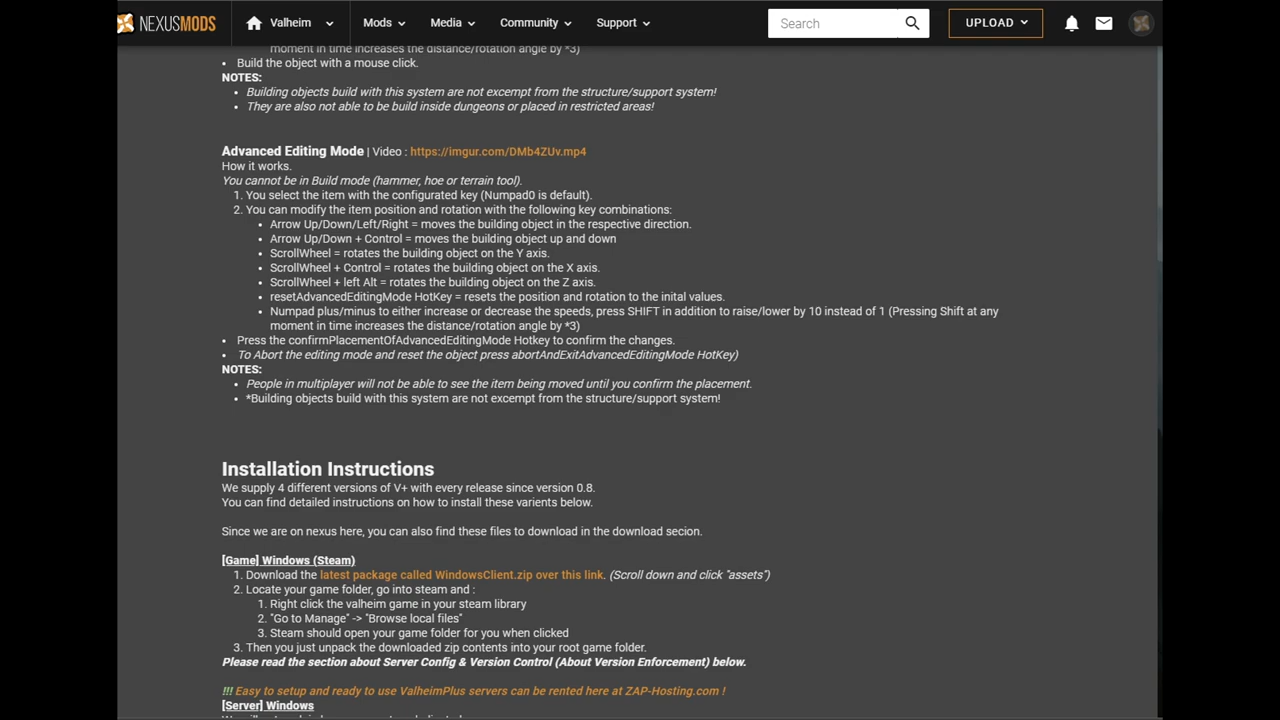 NEXUSMODS Valheim Mods Media Community Support Search UPLOAD
moment in time increases the distance/rotation angle by *3)
• Build the object with a mouse click.
NOTES:
• Building objects build with this system are not excempt from the structure/support system!
• They are also not able to be build inside dungeons or placed in restricted areas!
Advanced Editing Mode | Video : https://imgur.com/DMb4ZUv.mp4
How it works.
You cannot be in Build mode (hammer, hoe or terrain tool).
1. You select the item with the configurated key (Numpad0 is default).
2. You can modify the item position and rotation with the following key combinations:
• Arrow Up/Down/Left/Right = moves the building object in the respective direction.
• Arrow Up/Down + Control = moves the building object up and down
• ScrollWheel = rotates the building object on the Y axis.
• ScrollWheel + Control = rotates the building object on the X axis.
• ScrollWheel + left Alt = rotates the building object on the Z axis.
• resetAdvancedEditingMode HotKey = resets the position and rotation to the inital values.
• Numpad plus/minus to either increase or decrease the speeds, press SHIFT in addition to raise/lower by 10 instead of 1 (Pressing Shift at any
moment in time increases the distance/rotation angle by *3)
• Press the confirmPlacementOfAdvancedEditingMode Hotkey to confirm the changes.
• To Abort the editing mode and reset the object press abortAndExitAdvancedEditingMode HotKey)
NOTES:
• People in multiplayer will not be able to see the item being moved until you confirm the placement.
• *Building objects build with this system are not excempt from the structure/support system!
Installation Instructions
We supply 4 different versions of V+ with every release since version 0.8.
You can find detailed instructions on how to install these varients below.
Since we are on nexus here, you can also find these files to download in the download secion.
[Game] Windows (Steam)
1. Download the latest package called WindowsClient.zip over this link. (Scroll down and click "assets")
2. Locate your game folder, go into steam and :
1. Right click the valheim game in your steam library
2. "Go to Manage" -> "Browse local files"
3. Steam should open your game folder for you when clicked
3. Then you just unpack the downloaded zip contents into your root game folder.
Please read the section about Server Config & Version Control (About Version Enforcement) below.
!!! Easy to setup and ready to use ValheimPlus servers can be rented here at ZAP-Hosting.com !
[Server] Windows